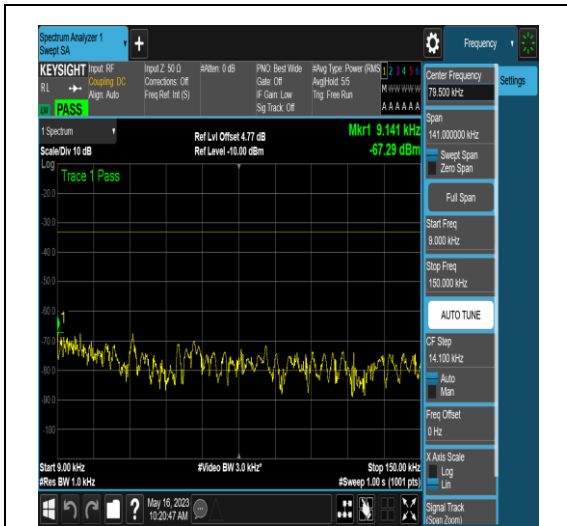 Spectrum Analyzer 1
Swept SA
+
Frequency
KEYSIGHT
RL
PASS
Input: RF
Coupling: DC
Align: Auto
Input Z: 50 Ω
Corrections: Off
Freq Ref: Int (S)
#Atten: 0 dB
PNO: Best Wide
Gate: Off
IF Gain: Low
Sig Track: Off
#Avg Type: Power (RMS
Avg|Hold: 5/5
Trig: Free Run
1 2 3 4 5 6
M W W W W W
A A A A A A
1 Spectrum
Scale/Div 10 dB
Ref Lvl Offset 4.77 dB
Ref Level -10.00 dBm
Mkr1 9.141 kHz
-67.29 dBm
Log
Trace 1 Pass
-20.0
-30.0
-40.0
-50.0
-60.0
1
-70.0
-80.0
-90.0
-100
Start 9.00 kHz
#Res BW 1.0 kHz
#Video BW 3.0 kHz*
Stop 150.00 kHz
#Sweep 1.00 s (1001 pts)
May 16, 2023
10:20:47 AM
?
Center Frequency
79.500 kHz
Settings
Span
141.000000 kHz
Swept Span
Zero Span
Full Span
Start Freq
9.000 kHz
Stop Freq
150.000 kHz
AUTO TUNE
CF Step
14.100 kHz
Auto
Man
Freq Offset
0 Hz
X Axis Scale
Log
Lin
Signal Track
(Span Zoom)